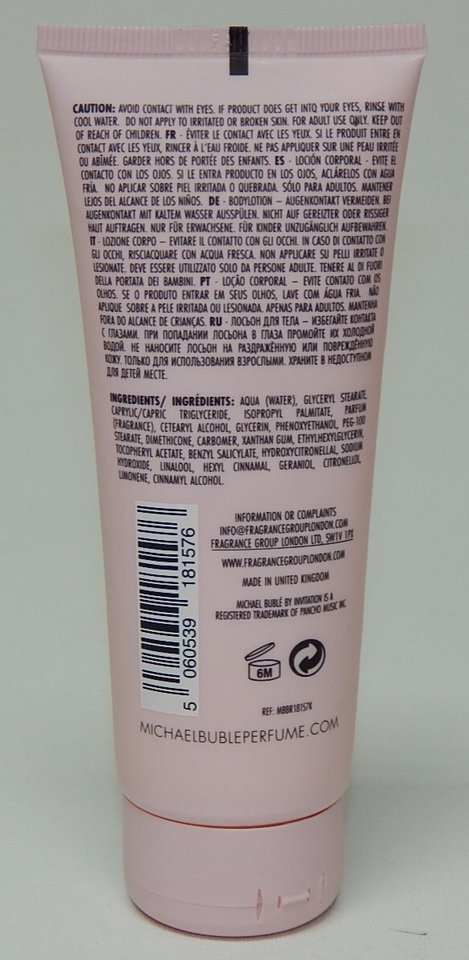 CAUTION: AVOID CONTACT WITH EYES. IF PRODUCT DOES GET INTO YOUR EYES, RINSE WITH
COOL WATER. DO NOT APPLY TO IRRITATED OR BROKEN SKIN. FOR ADULT USE ONLY. KEEP OUT
OF REACH OF CHILDREN. FR - ÉVITER LE CONTACT AVEC LES YEUX. SI LE PRODUIT ENTRE EN
CONTACT AVEC LES YEUX, RINCER À L'EAU FROIDE. NE PAS APPLIQUER SUR UNE PEAU IRRITÉE
OU ABÎMÉE. GARDER HORS DE PORTÉE DES ENFANTS. ES - LOCIÓN CORPORAL - EVITE EL
CONTACTO CON LOS OJOS. SI ENTRA PRODUCTO EN LOS OJOS, ACLÁRELOS CON AGUA
FRÍA. NO APLICAR SOBRE PIEL IRRITADA O QUEBRADA. SÓLO PARA ADULTOS. MANTENER
LEJOS DEL ALCANCE DE LOS NIÑOS. DE - BODYLOTION – AUGENKONTAKT VERMEIDEN. BEI
AUGENKONTAKT MIT KALTEM WASSER AUSSPÜLEN. NICHT AUF GEREIZTER ODER RISSIGER
HAUT AUFTRAGEN. NUR FÜR ERWACHSENE. FÜR KINDER UNZUGÄNGLICH AUFBEWAHREN.
IT - LOZIONE CORPO – EVITARE IL CONTATTO CON GLI OCCHI. IN CASO DI CONTATTO CON
GLI OCCHI, RISCIACQUARE CON ACQUA FRESCA. NON APPLICARE SU PELLI IRRITATE O
LESIONATE. DEVE ESSERE UTILIZZATO SOLO DA PERSONE ADULTE. TENERE AL DI FUORI
DELLA PORTATA DEI BAMBINI. PT - LOÇÃO CORPORAL – EVITE CONTATO COM OS
OLHOS. SE O PRODUTO ENTRAR EM SEUS OLHOS, LAVE COM ÁGUA FRIA. NÃO
APLIQUE SOBRE A PELE IRRITADA OU LESIONADA. APENAS PARA ADULTOS. MANTENHA
FORA DO ALCANCE DE CRIANÇAS. RU - ЛОСЬОН ДЛЯ ТЕЛА – ИЗБЕГАЙТЕ КОНТАКТА
С ГЛАЗАМИ. ПРИ ПОПАДАНИИ ЛОСЬОНА В ГЛАЗА ПРОМОЙТЕ ИХ ХОЛОДНОЙ
ВОДОЙ. НЕ НАНОСИТЕ ЛОСЬОН НА РАЗДРАЖЁННУЮ ИЛИ ПОВРЕЖДЁННУЮ
КОЖУ. ТОЛЬКО ДЛЯ ИСПОЛЬЗОВАНИЯ ВЗРОСЛЫМИ. ХРАНИТЕ В НЕДОСТУПНОМ
ДЛЯ ДЕТЕЙ МЕСТЕ.
INGREDIENTS/ INGRÉDIENTS: AQUA (WATER), GLYCERYL STEARATE,
CAPRYLIC/CAPRIC TRIGLYCERIDE, ISOPROPYL PALMITATE, PARFUM
(FRAGRANCE), CETEARYL ALCOHOL, GLYCERIN, PHENOXYETHANOL, PEG-100
STEARATE, DIMETHICONE, CARBOMER, XANTHAN GUM, ETHYLHEXYLGLYCERIN,
TOCOPHERYL ACETATE, BENZYL SALICYLATE, HYDROXYCITRONELLAL, SODIUM
HYDROXIDE, LINALOOL, HEXYL CINNAMAL, GERANIOL, CITRONELLOL,
LIMONENE, CINNAMYL ALCOHOL.
INFORMATION OR COMPLAINTS
INFO@FRAGRANCEGROUPLONDON.COM
FRAGRANCE GROUP LONDON LTD, SW1V 1PX
WWW.FRAGRANCEGROUPLONDON.COM
MADE IN UNITED KINGDOM
MICHAEL BUBLÉ BY INVITATION IS A
REGISTERED TRADEMARK OF PANCHO MUSIC INC
5 060539 181576
6M
REF: MBBR18157K
MICHAELBUBLEPERFUME.COM